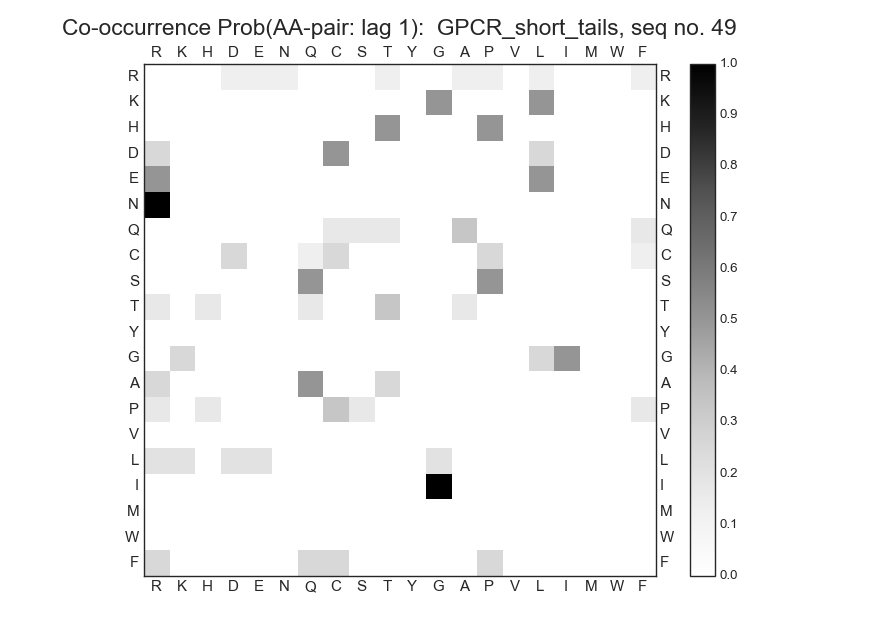 Co-occurrence Prob(AA-pair: lag 1):  GPCR_short_tails, seq no. 49
R K H D E N Q C S T Y G A P V L I M W F
R R 1.0
K K 0.9
H H
D D 0.8
E E
N N 0.7
Q Q
C C 0.6
S S
T T 0.5
Y Y
G G 0.4
A A
P P 0.3
V V
L L 0.2
I I
M M 0.1
W W
F F 0.0
R K H D E N Q C S T Y G A P V L I M W F